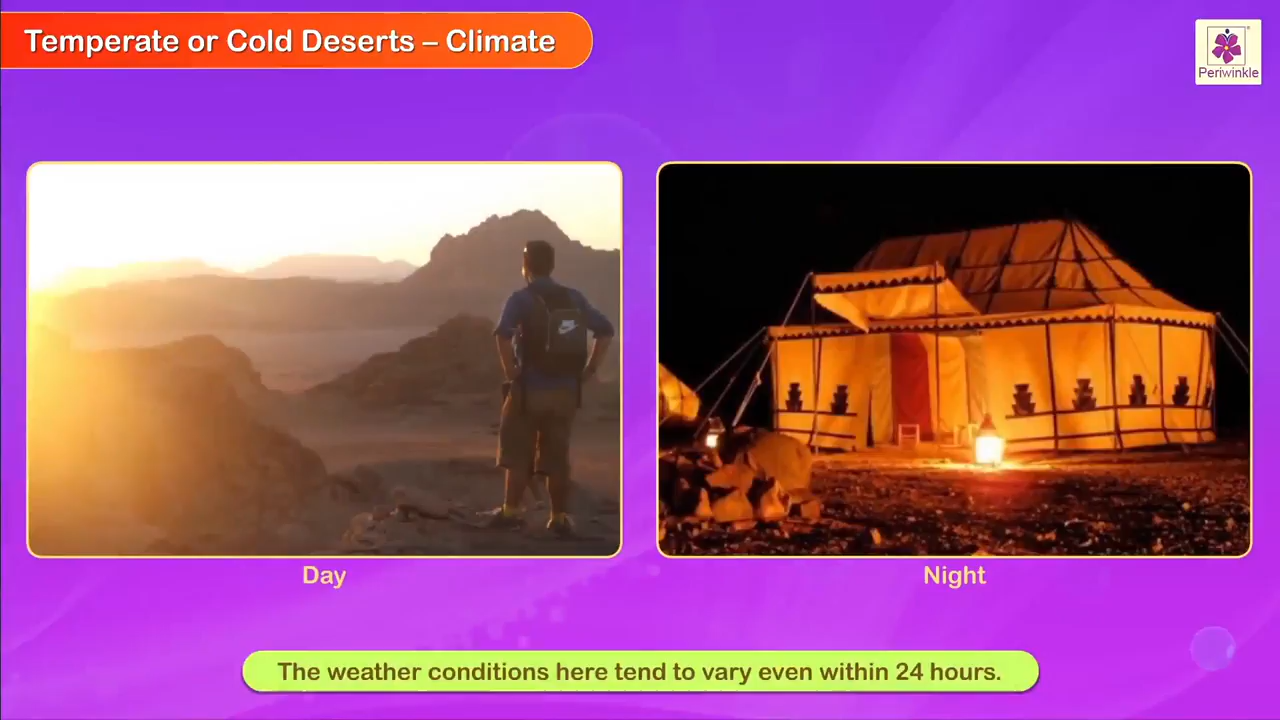 Temperate or Cold Deserts – Climate
Periwinkle
Day
Night
The weather conditions here tend to vary even within 24 hours.